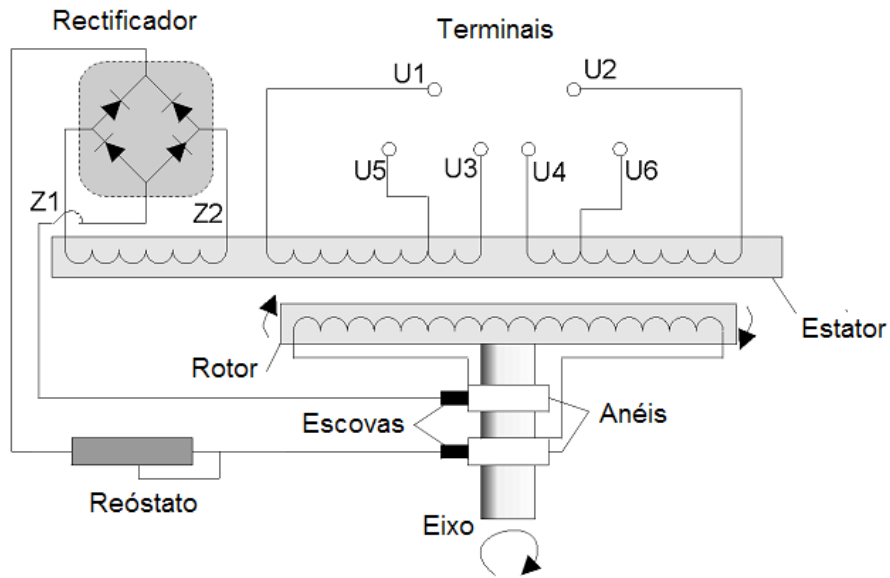 Rectificador
Terminais
U1
U2
U5
U3
U4
U6
Z1
Z2
Estator
Rotor
Escovas
Anéis
Reóstato
Eixo